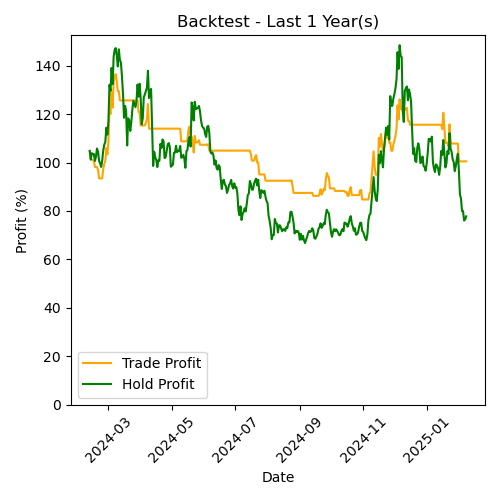 Backtest - Last 1 Year(s)
Profit (%)
140
120
100
80
60
40
20
0
Trade Profit
Hold Profit
2024-03
2024-05
2024-07
2024-09
2024-11
2025-01
Date